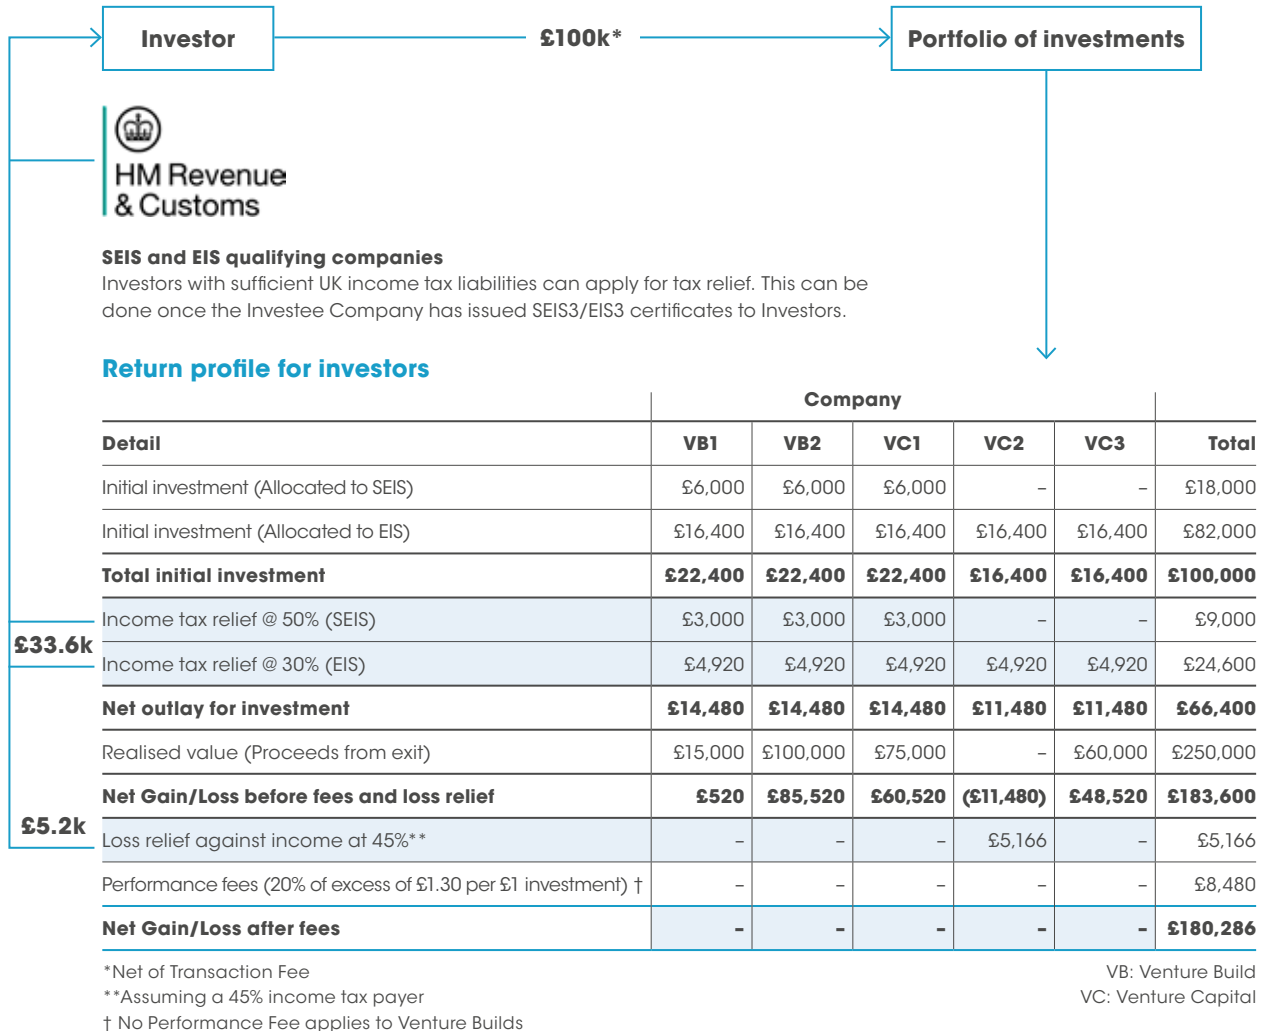 Investor
£100k*
Portfolio of investments
HM Revenue
& Customs
SEIS and EIS qualifying companies
Investors with sufficient UK income tax liabilities can apply for tax relief. This can be
done once the Investee Company has issued SEIS3/EIS3 certificates to Investors.
Return profile for investors
Company
Detail VB1 VB2 VC1 VC2 VC3 Total
Initial investment (Allocated to SEIS) £6,000 £6,000 £6,000 – – £18,000
Initial investment (Allocated to EIS) £16,400 £16,400 £16,400 £16,400 £16,400 £82,000
Total initial investment £22,400 £22,400 £22,400 £16,400 £16,400 £100,000
Income tax relief @ 50% (SEIS) £3,000 £3,000 £3,000 – – £9,000
£33.6k
Income tax relief @ 30% (EIS) £4,920 £4,920 £4,920 £4,920 £4,920 £24,600
Net outlay for investment £14,480 £14,480 £14,480 £11,480 £11,480 £66,400
Realised value (Proceeds from exit) £15,000 £100,000 £75,000 – £60,000 £250,000
Net Gain/Loss before fees and loss relief £520 £85,520 £60,520 (£11,480) £48,520 £183,600
£5.2k
Loss relief against income at 45%** – – – £5,166 – £5,166
Performance fees (20% of excess of £1.30 per £1 investment) † – – – – – £8,480
Net Gain/Loss after fees – – – – – £180,286
*Net of Transaction Fee
**Assuming a 45% income tax payer
† No Performance Fee applies to Venture Builds
VB: Venture Build
VC: Venture Capital